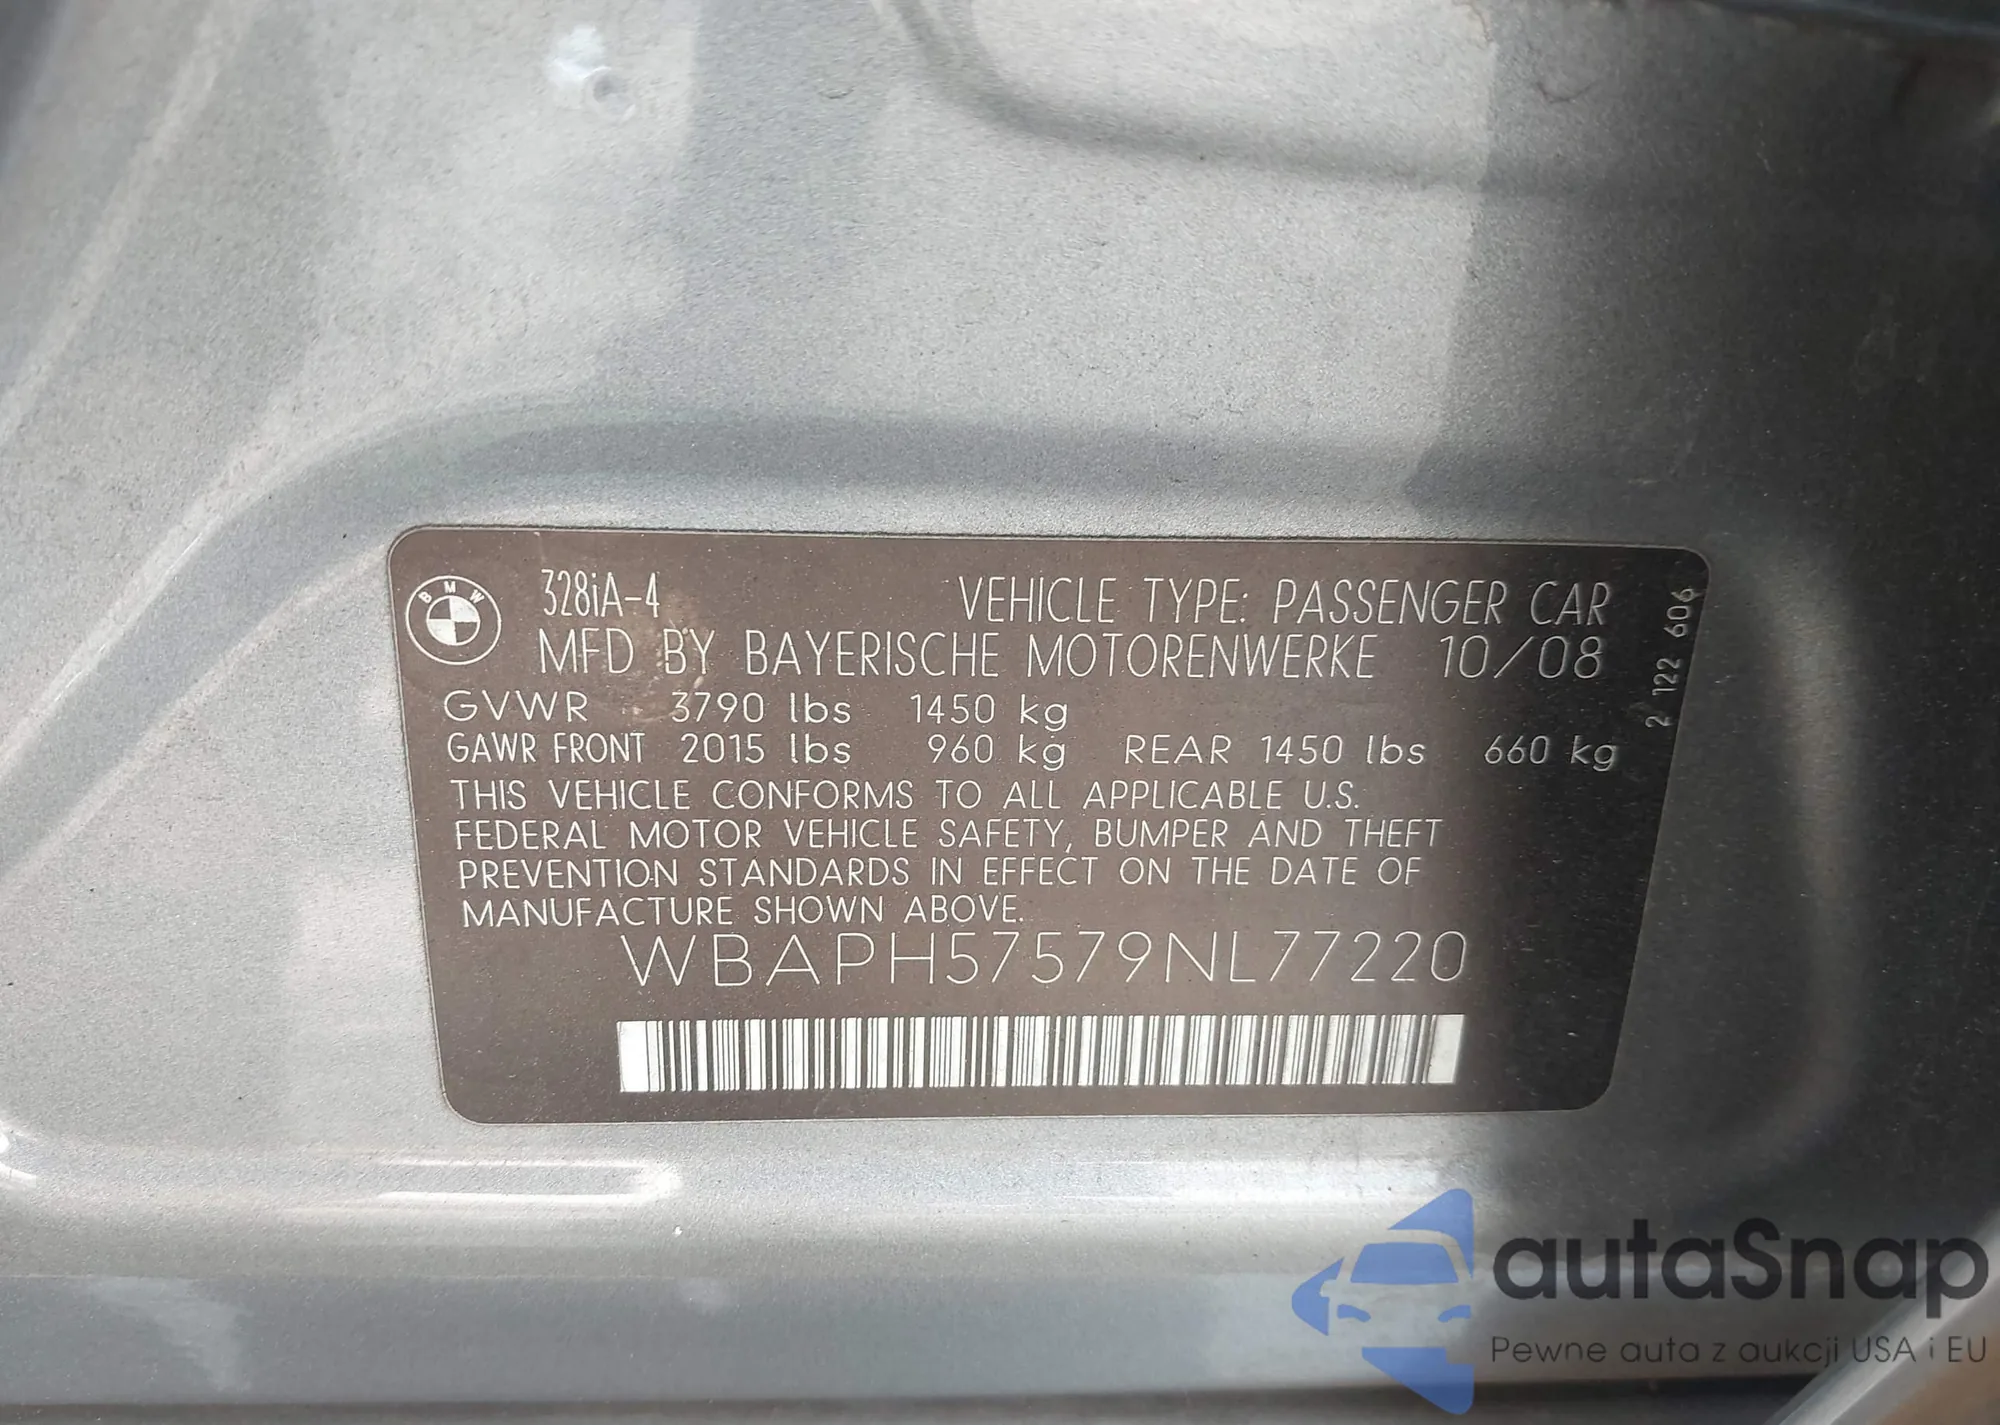 BMW
328iA-4 VEHICLE TYPE: PASSENGER CAR
MFD BY BAYERISCHE MOTORENWERKE 10/08
GVWR 3790 lbs 1450 kg
GAWR FRONT 2015 lbs 960 kg REAR 1450 lbs 660 kg
THIS VEHICLE CONFORMS TO ALL APPLICABLE U.S.
FEDERAL MOTOR VEHICLE SAFETY, BUMPER AND THEFT
PREVENTION STANDARDS IN EFFECT ON THE DATE OF
MANUFACTURE SHOWN ABOVE.
WBAPH57579NL77220
2 122 606
autaSnap
Pewne auta z aukcji USA i EU